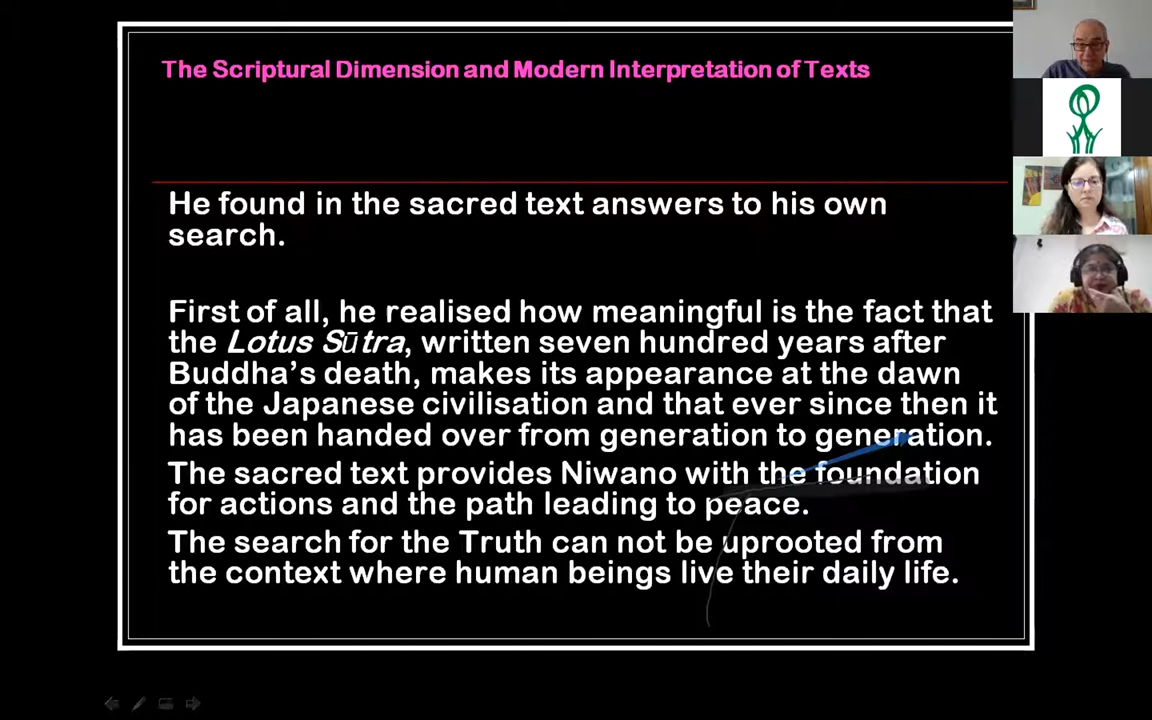 The Scriptural Dimension and Modern Interpretation of Texts
He found in the sacred text answers to his own
search.
First of all, he realised how meaningful is the fact that
the Lotus Sūtra, written seven hundred years after
Buddha’s death, makes its appearance at the dawn
of the Japanese civilisation and that ever since then it
has been handed over from generation to generation.
The sacred text provides Niwano with the foundation
for actions and the path leading to peace.
The search for the Truth can not be uprooted from
the context where human beings live their daily life.